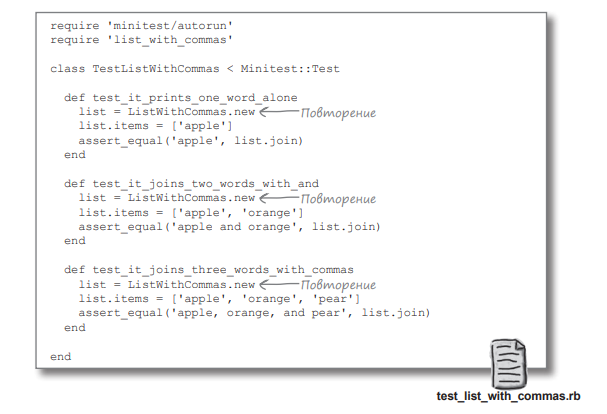 require 'minitest/autorun'
require 'list_with_commas'

class TestListWithCommas < Minitest::Test

  def test_it_prints_one_word_alone
    list = ListWithCommas.new Повторение
    list.items = ['apple']
    assert_equal('apple', list.join)
  end

  def test_it_joins_two_words_with_and
    list = ListWithCommas.new Повторение
    list.items = ['apple', 'orange']
    assert_equal('apple and orange', list.join)
  end

  def test_it_joins_three_words_with_commas
    list = ListWithCommas.new Повторение
    list.items = ['apple', 'orange', 'pear']
    assert_equal('apple, orange, and pear', list.join)
  end

end
test_list_with_commas.rb